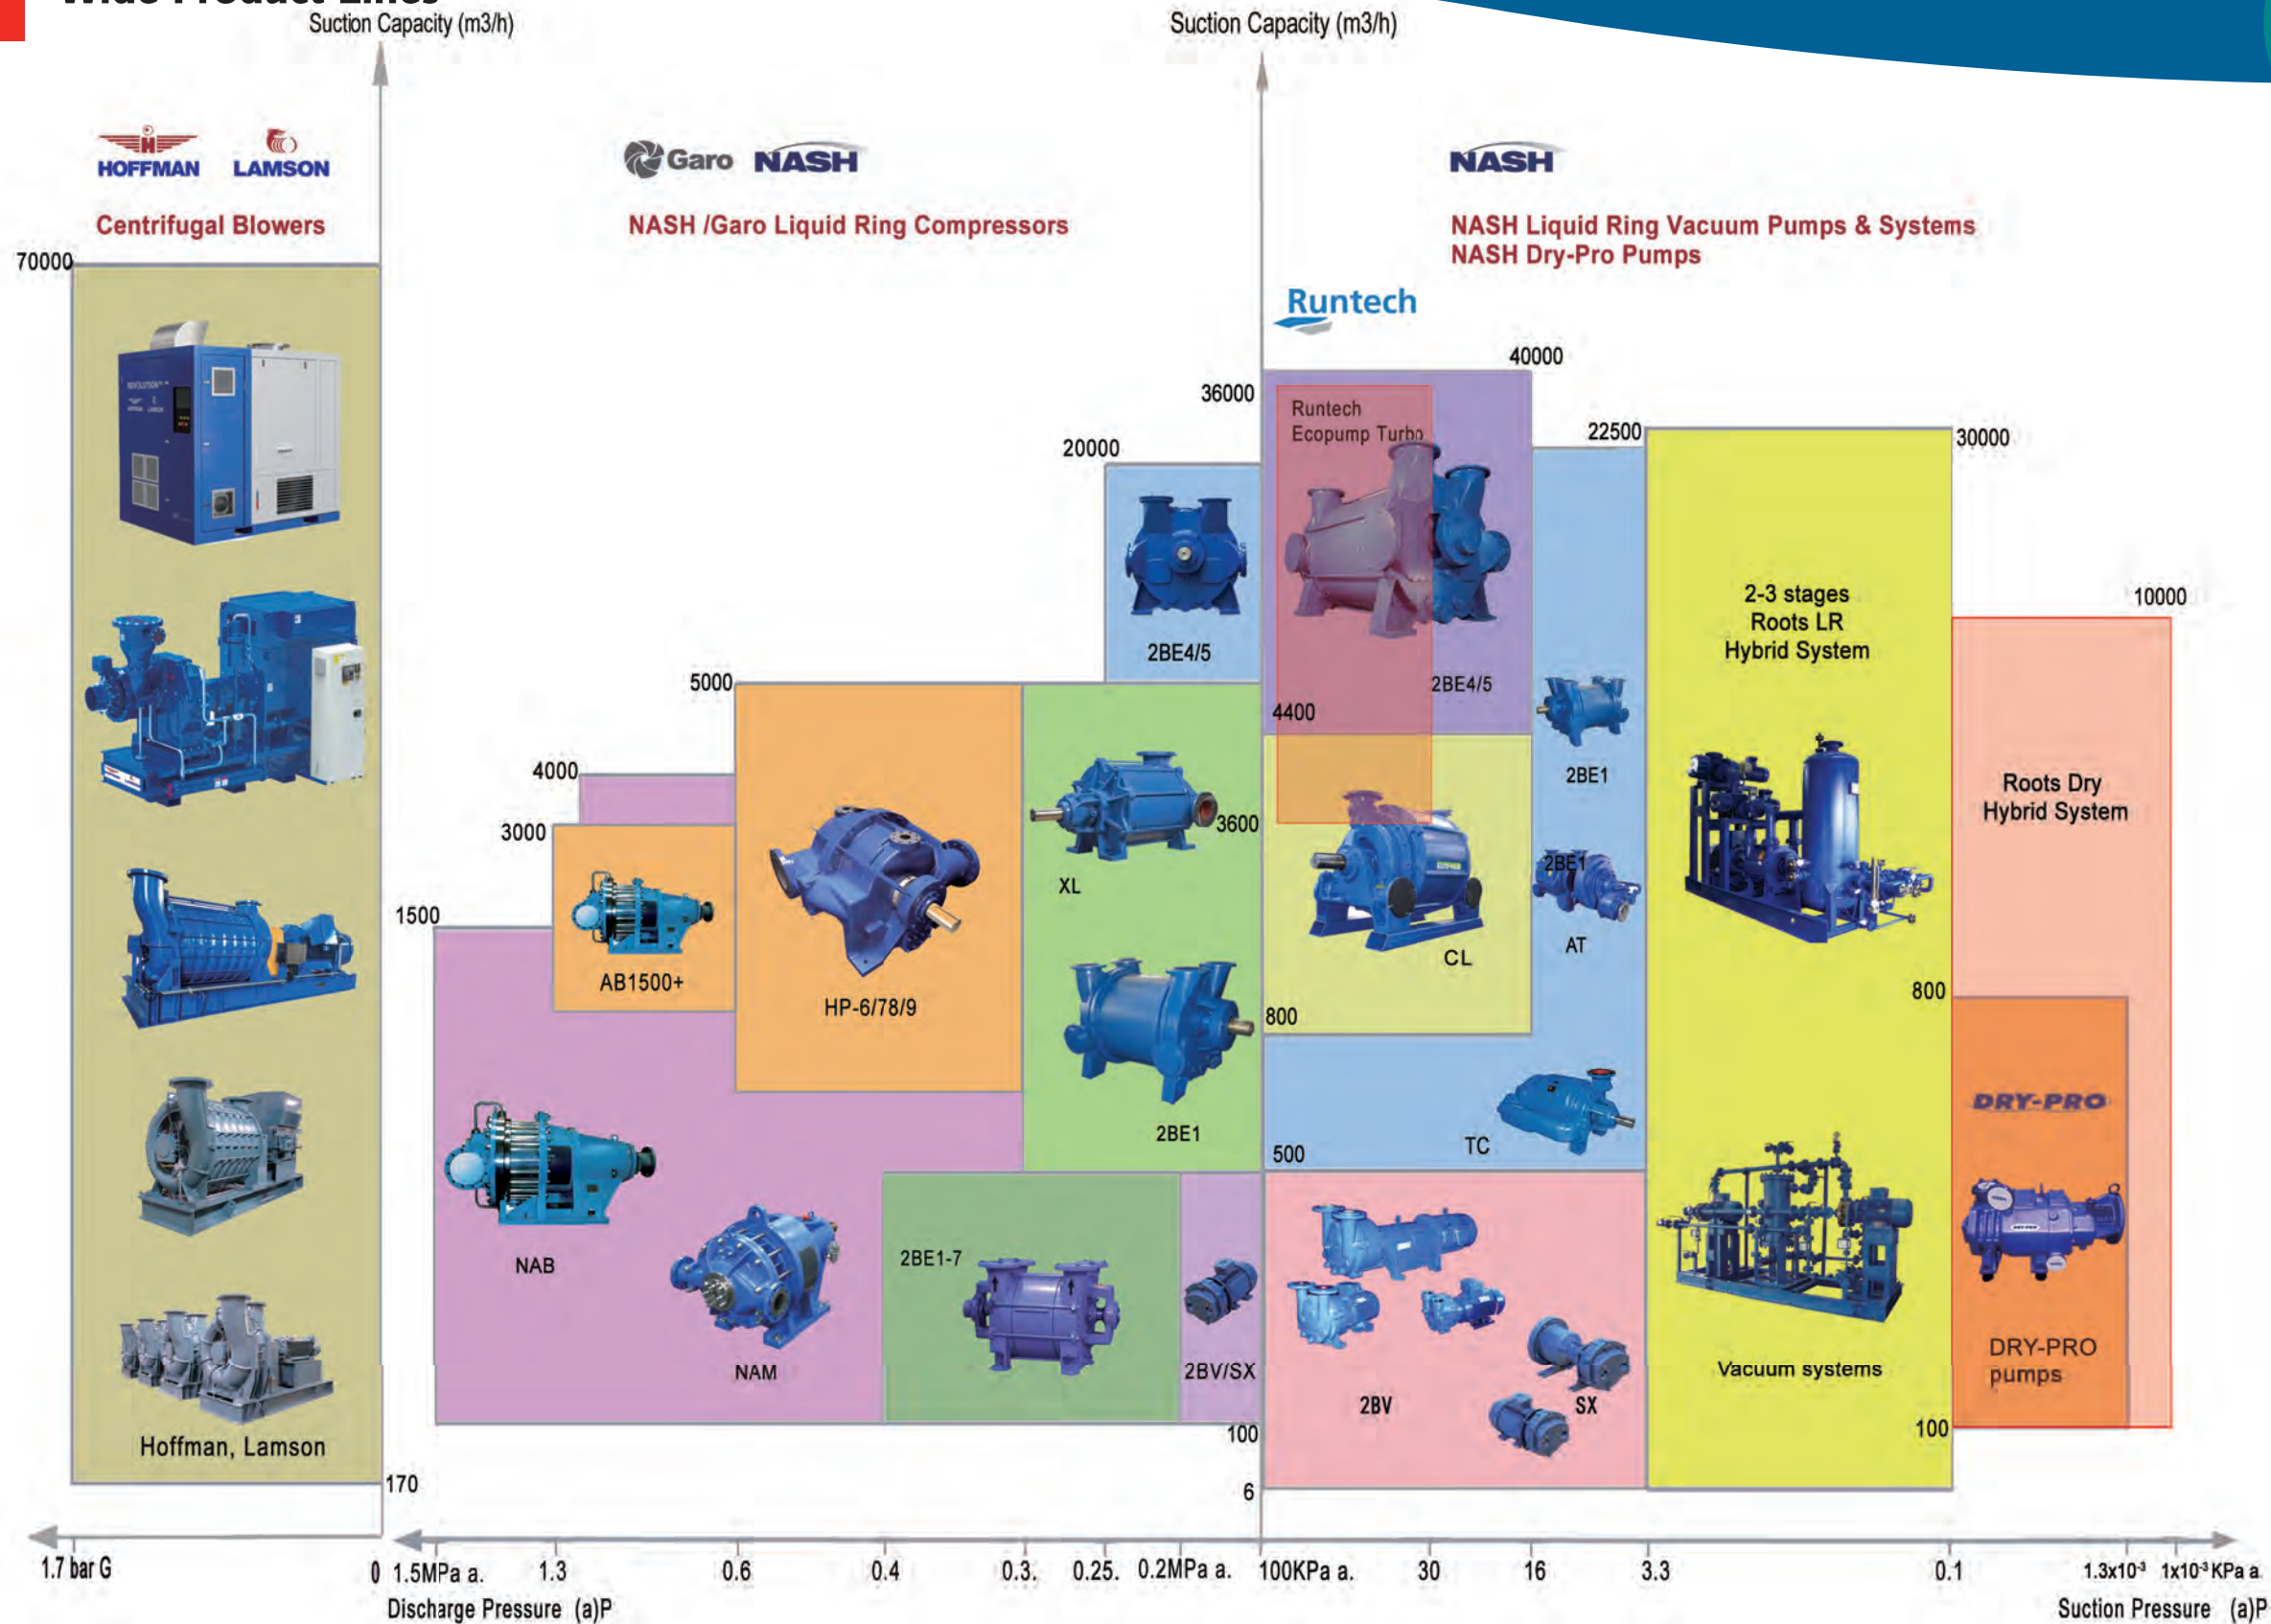 Wide Product Lines
Suction Capacity (m3/h)
Suction Capacity (m3/h)
HOFFMAN
LAMSON
Garo
NASH
NASH
Centrifugal Blowers
NASH /Garo Liquid Ring Compressors
NASH Liquid Ring Vacuum Pumps & Systems
NASH Dry-Pro Pumps
70000
Runtech
40000
36000
Runtech
Ecopump Turbo
20000
22500
30000
2-3 stages
Roots LR
Hybrid System
10000
2BE4/5
2BE4/5
5000
4400
4000
2BE1
Roots Dry
Hybrid System
3000
3600
XL
2BE1
1500
AT
CL
AB1500+
HP-6/78/9
800
800
DRY-PRO
2BE1
TC
500
NAB
2BE1-7
NAM
2BV/SX
Vacuum systems
DRY-PRO
pumps
2BV
SX
100
100
Hoffman, Lamson
170
6
1.7 bar G
0
1.5MPa a.
1.3
0.6
0.4
0.3.
0.25.
0.2MPa a.
100KPa a.
30
16
3.3
0.1
1.3x10-³
1x10-³KPa a.
Discharge Pressure (a)P
Suction Pressure (a)P